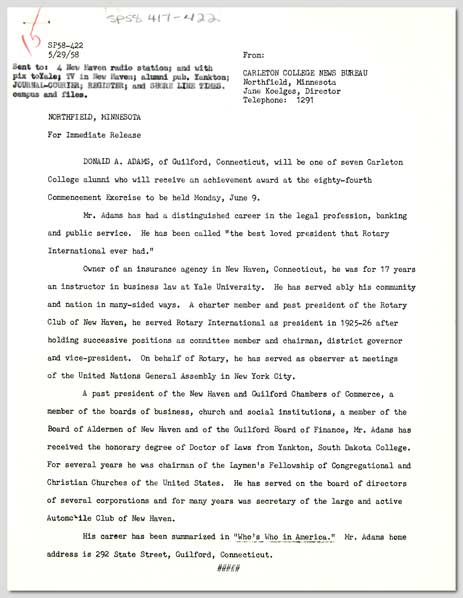 SP58 417-422
15
SP58-422
5/29/58
Sent to: 4 New Haven radio station; and with
pix to Yale; TV in New Haven; alumni pub. Yankton;
JOURNAL-COURIER; REGISTER; and SHORE LINE TIMES.
campus and files.
From:
CARLETON COLLEGE NEWS BUREAU
Northfield, Minnesota
Jane Koelges, Director
Telephone: 1291
NORTHFIELD, MINNESOTA
For Immediate Release
DONALD A. ADAMS, of Guilford, Connecticut, will be one of seven Carleton
College alumni who will receive an achievement award at the eighty-fourth
Commencement Exercise to be held Monday, June 9.
Mr. Adams has had a distinguished career in the legal profession, banking
and public service. He has been called "the best loved president that Rotary
International ever had."
Owner of an insurance agency in New Haven, Connecticut, he was for 17 years
an instructor in business law at Yale University. He has served ably his community
and nation in many-sided ways. A charter member and past president of the Rotary
Club of New Haven, he served Rotary International as president in 1925-26 after
holding successive positions as committee member and chairman, district governor
and vice-president. On behalf of Rotary, he has served as observer at meetings
of the United Nations General Assembly in New York City.
A past president of the New Haven and Guilford Chambers of Commerce, a
member of the boards of business, church and social institutions, a member of the
Board of Aldermen of New Haven and of the Guilford Board of Finance, Mr. Adams has
received the honorary degree of Doctor of Laws from Yankton, South Dakota College.
For several years he was chairman of the Laymen's Fellowship of Congregational and
Christian Churches of the United States. He has served on the board of directors
of several corporations and for many years was secretary of the large and active
Automobile Club of New Haven.
His career has been summarized in "Who's Who in America." Mr. Adams home
address is 292 State Street, Guilford, Connecticut.
#####